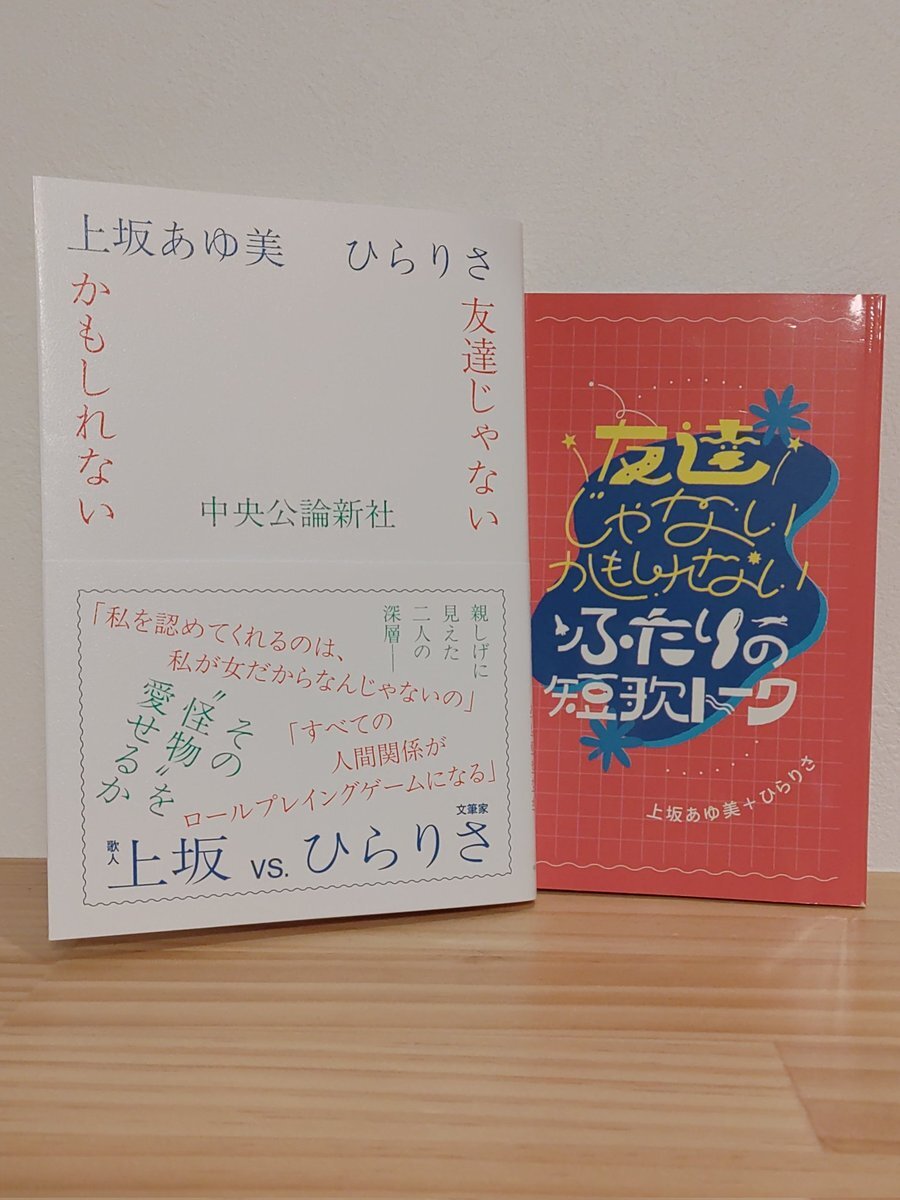 上坂あゆ美 ひらりさ
友達じゃない
かもしれない
中央公論新社
親しげに
見えた
二人の
深層――
「私を認めてくれるのは、
私が女だからなんじゃないの」
「すべての
人間関係が
ロールプレイングゲームになる」
その
“怪物”を
愛せるか
歌人 上坂 vs. 文筆家 ひらりさ
友達
じゃない
かもしれない
ふたりの
短歌トーク
上坂あゆ美+ひらりさ